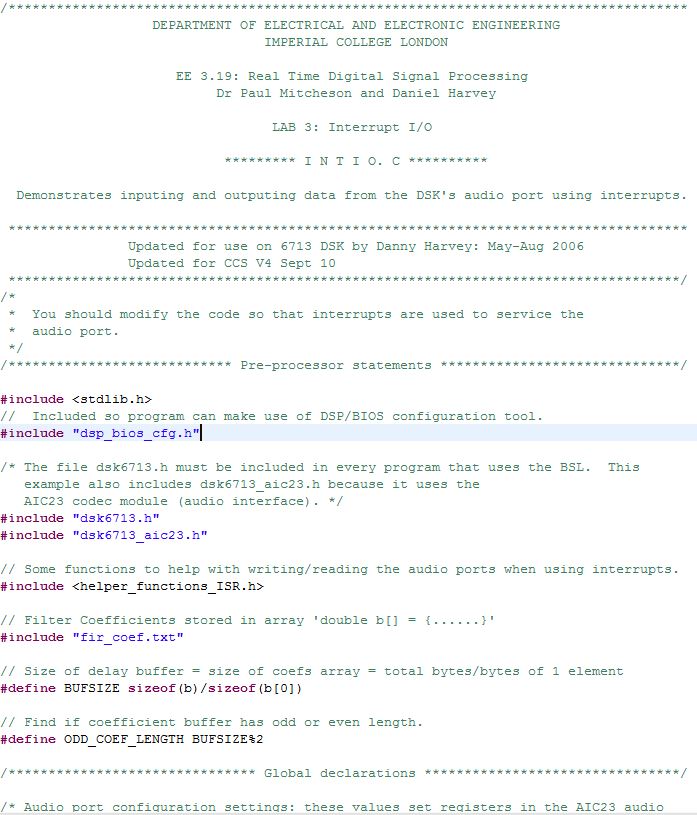 /*************************************************************************************
DEPARTMENT OF ELECTRICAL AND ELECTRONIC ENGINEERING
IMPERIAL COLLEGE LONDON
EE 3.19: Real Time Digital Signal Processing
Dr Paul Mitcheson and Daniel Harvey
LAB 3: Interrupt I/O
********* I N T I O. C **********
Demonstrates inputing and outputing data from the DSK's audio port using interrupts.
*************************************************************************************
Updated for use on 6713 DSK by Danny Harvey: May-Aug 2006
Updated for CCS V4 Sept 10
************************************************************************************/
/*
* You should modify the code so that interrupts are used to service the
* audio port.
*/
/**************************** Pre-processor statements ******************************/
#include <stdlib.h>
// Included so program can make use of DSP/BIOS configuration tool.
#include "dsp_bios_cfg.h"
/* The file dsk6713.h must be included in every program that uses the BSL. This
example also includes dsk6713_aic23.h because it uses the
AIC23 codec module (audio interface). */
#include "dsk6713.h"
#include "dsk6713_aic23.h"
// Some functions to help with writing/reading the audio ports when using interrupts.
#include <helper_functions_ISR.h>
// Filter Coefficients stored in array 'double b[] = {......}'
#include "fir_coef.txt"
// Size of delay buffer = size of coefs array = total bytes/bytes of 1 element
#define BUFSIZE sizeof(b)/sizeof(b[0])
// Find if coefficient buffer has odd or even length.
#define ODD_COEF_LENGTH BUFSIZE%2
/******************************* Global declarations ********************************/
/* Audio port configuration settings: these values set registers in the AIC23 audio